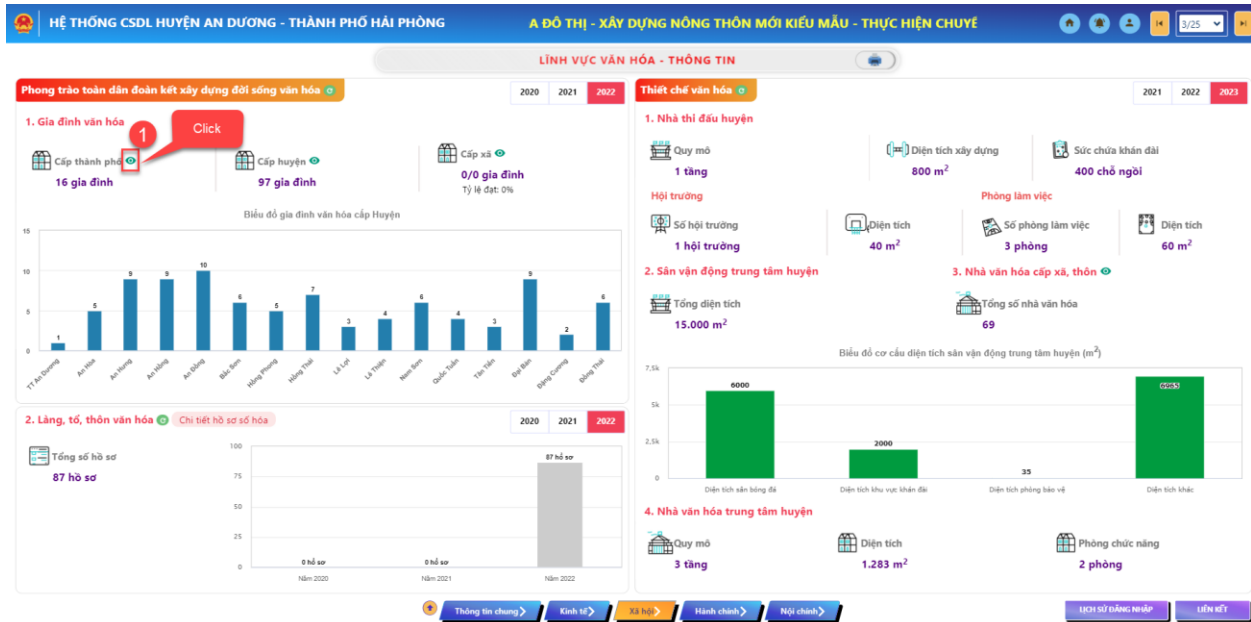 HỆ THỐNG CSDL HUYỆN AN DƯƠNG - THÀNH PHỐ HẢI PHÒNG
A ĐÔ THỊ - XÂY DỰNG NÔNG THÔN MỚI KIỂU MẪU - THỰC HIỆN CHUYỂ
3/25
LĨNH VỰC VĂN HÓA - THÔNG TIN
Phong trào toàn dân đoàn kết xây dựng đời sống văn hóa
2020 2021 2022
1. Gia đình văn hóa
1
Click
Cấp thành phố
16 gia đình
Cấp huyện
97 gia đình
Cấp xã
0/0 gia đình
Tỷ lệ đạt: 0%
Biểu đồ gia đình văn hóa cấp Huyện
15
10
5
0
1 5 9 9 10 6 5 7 3 4 6 4 3 9 2 6
TT An Dương An Hòa An Hưng An Hồng An Đồng Bắc Sơn Hồng Phong Hồng Thái Lê Lợi Lê Thiện Nam Sơn Quốc Tuấn Tân Tiến Đại Bản Đặng Cương Đồng Thái
2. Làng, tổ, thôn văn hóa
Chi tiết hồ sơ số hóa
2020 2021 2022
Tổng số hồ sơ
87 hồ sơ
100
75
50
25
0
0 hồ sơ 0 hồ sơ 87 hồ sơ
Năm 2020 Năm 2021 Năm 2022
Thiết chế văn hóa
2021 2022 2023
1. Nhà thi đấu huyện
Quy mô
1 tầng
Diện tích xây dựng
800 m²
Sức chứa khán đài
400 chỗ ngồi
Hội trường
Phòng làm việc
Số hội trường
1 hội trường
Diện tích
40 m²
Số phòng làm việc
3 phòng
Diện tích
60 m²
2. Sân vận động trung tâm huyện
Tổng diện tích
15.000 m²
3. Nhà văn hóa cấp xã, thôn
Tổng số nhà văn hóa
69
Biểu đồ cơ cấu diện tích sân vận động trung tâm huyện (m²)
7,5k
5k
2,5k
0
6000 2000 35 6965
Diện tích sân bóng đá Diện tích khu vực khán đài Diện tích phòng bảo vệ Diện tích khác
4. Nhà văn hóa trung tâm huyện
Quy mô
3 tầng
Diện tích
1.283 m²
Phòng chức năng
2 phòng
Thông tin chung Kinh tế Xã hội Hành chính Nội chính
LỊCH SỬ ĐĂNG NHẬP
LIÊN KẾT